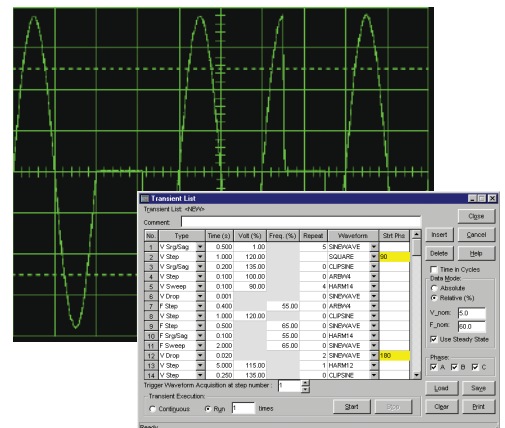 Transient List
Transient List: <NEW>
Close
Comment:
No. Type Time (s) Volt (%) Freq. (%) Repeat Waveform Strt Phs
Insert Cancel
1 V Srg/Sag 0.500 1.00 5 SINEWAVE
2 V Step 1.000 120.00 SQUARE 90
Delete Help
3 V Srg/Sag 0.200 135.00 0 CLIPSINE
4 V Step 0.100 100.00 0 ARBW4
Time in Cycles
5 V Sweep 0.100 90.00 4 HARM14
Data Mode:
Absolute
6 V Drop 0.001 0 SINEWAVE
Relative (%)
7 F Step 0.400 55.00 0 ARBW4
8 V Step 1.000 120.00 0 CLIPSINE
V_nom: 5.0
9 F Step 0.500 65.00 0 SINEWAVE
F_nom: 60.0
10 F Srg/Sag 0.100 55.00 0 HARM14
11 F Sweep 2.000 65.00 0 SINEWAVE
Use Steady State
12 V Drop 0.020 2 SINEWAVE 180
Phase:
13 V Step 5.000 115.00 1 HARM12
A B C
14 V Step 0.250 135.00 0 CLIPSINE
Trigger Waveform Acquisition at step number: 1
Load Save
Transient Execution:
Continuous Run 1 times
Start Stop
Clear Print
Ready